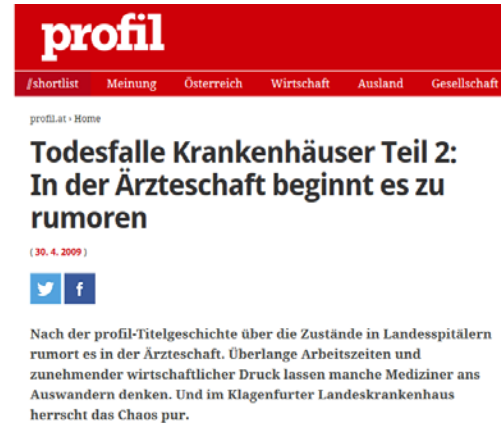 profil
//shortlist Meinung Österreich Wirtschaft Ausland Gesellschaft
profil.at › Home
Todesfalle Krankenhäuser Teil 2:
In der Ärzteschaft beginnt es zu
rumoren
( 30. 4. 2009 )
f
Nach der profil-Titelgeschichte über die Zustände in Landesspitälern
rumort es in der Ärzteschaft. Überlange Arbeitszeiten und
zunehmender wirtschaftlicher Druck lassen manche Mediziner ans
Auswandern denken. Und im Klagenfurter Landeskrankenhaus
herrscht das Chaos pur.